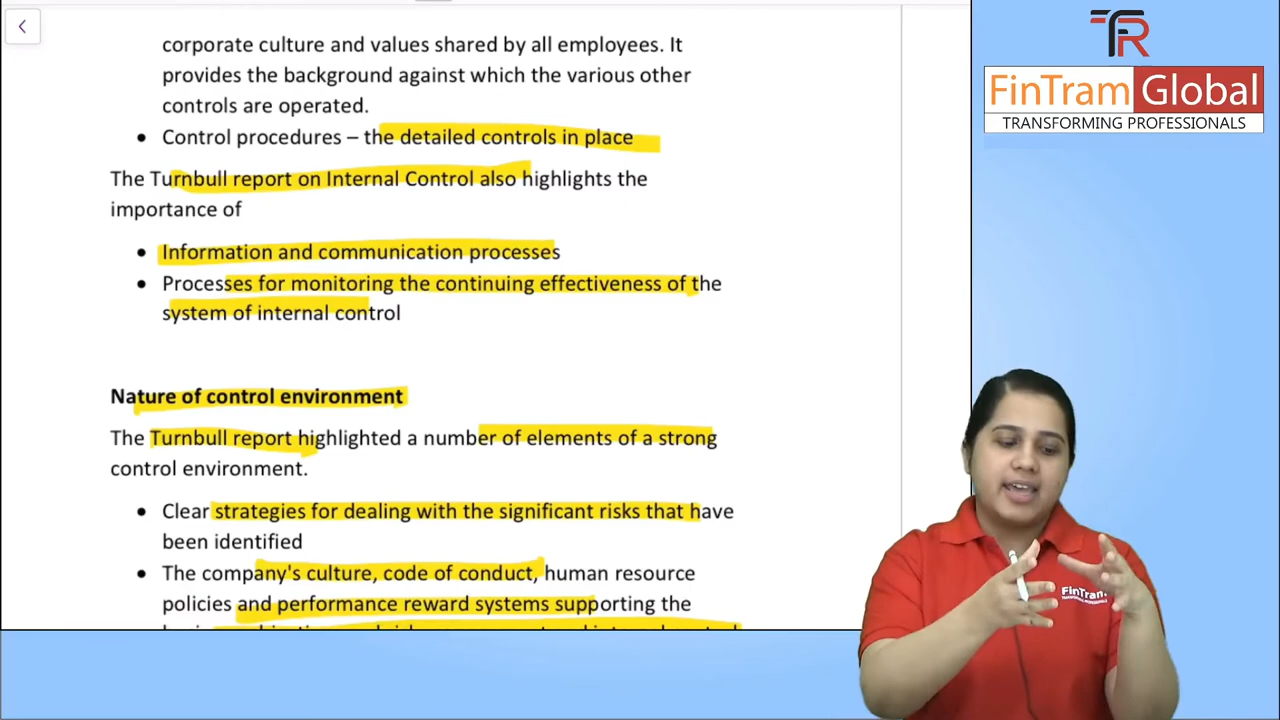 corporate culture and values shared by all employees. It
provides the background against which the various other
controls are operated.
• Control procedures – the detailed controls in place
The Turnbull report on Internal Control also highlights the
importance of
• Information and communication processes
• Processes for monitoring the continuing effectiveness of the
system of internal control
Nature of control environment
The Turnbull report highlighted a number of elements of a strong
control environment.
• Clear strategies for dealing with the significant risks that have
been identified
• The company's culture, code of conduct, human resource
policies and performance reward systems supporting the
FinTram Global
TRANSFORMING PROFESSIONALS
FinTram